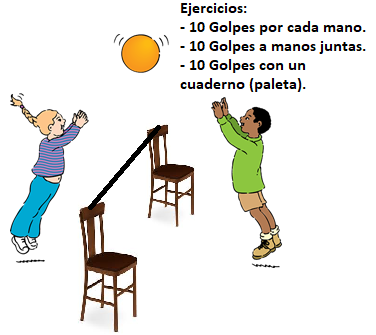 Ejercicios:
- 10 Golpes por cada mano.
- 10 Golpes a manos juntas.
- 10 Golpes con un
cuaderno (paleta).